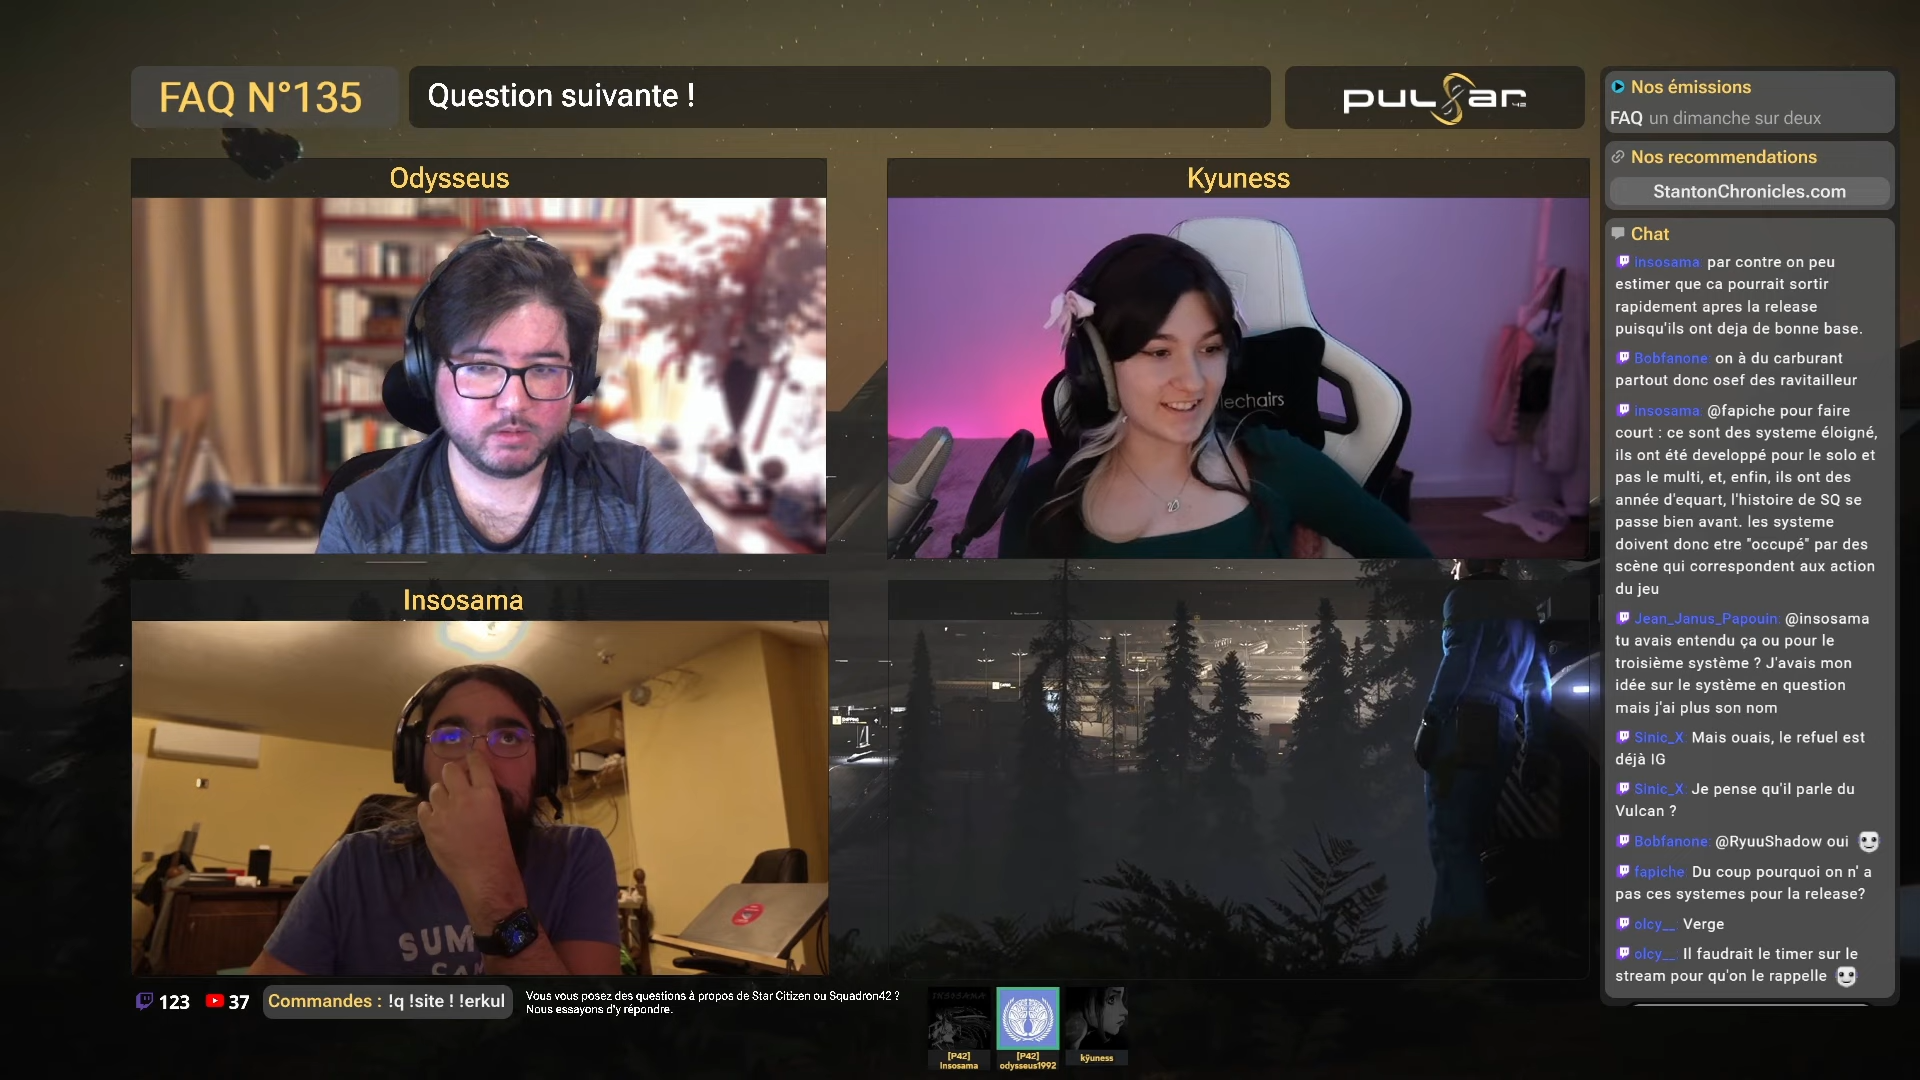 FAQ N°135
Question suivante !
pulsar 42
Odysseus
Kyuness
lechairs
Insosama
SUM
CAM
123
37
Commandes : !q !site ! !erkul
Vous vous posez des questions à propos de Star Citizen ou Squadron42 ?
Nous essayons d'y répondre.
INSOSAMA
[P42]
Insosama
[P42]
odysseus1992
kÿuness
Nos émissions
FAQ un dimanche sur deux
Nos recommendations
StantonChronicles.com
Chat
insosama: par contre on peu
estimer que ca pourrait sortir
rapidement apres la release
puisqu'ils ont deja de bonne base.
Bobfanone: on à du carburant
partout donc osef des ravitailleur
insosama: @fapiche pour faire
court : ce sont des systeme éloigné,
ils ont été developpé pour le solo et
pas le multi, et, enfin, ils ont des
année d'equart, l'histoire de SQ se
passe bien avant. les systeme
doivent donc etre "occupé" par des
scène qui correspondent aux action
du jeu
Jean_Janus_Papouin: @insosama
tu avais entendu ça ou pour le
troisième système ? J'avais mon
idée sur le système en question
mais j'ai plus son nom
Sinic_X: Mais ouais, le refuel est
déjà IG
Sinic_X: Je pense qu'il parle du
Vulcan ?
Bobfanone: @RyuuShadow oui
fapiche: Du coup pourquoi on n' a
pas ces systemes pour la release?
olcy__: Verge
olcy__: Il faudrait le timer sur le
stream pour qu'on le rappelle